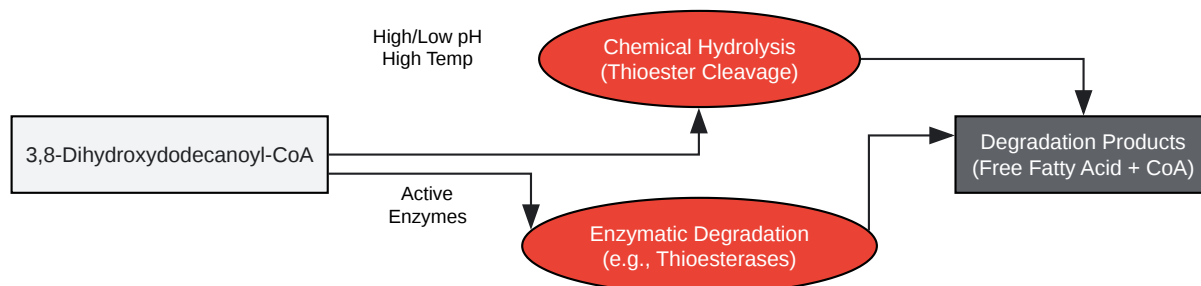 High/Low pH
High Temp
Chemical Hydrolysis
(Thioester Cleavage)
3,8-Dihydroxydodecanoyl-CoA
Degradation Products
(Free Fatty Acid + CoA)
Active
Enzymes
Enzymatic Degradation
(e.g., Thioesterases)